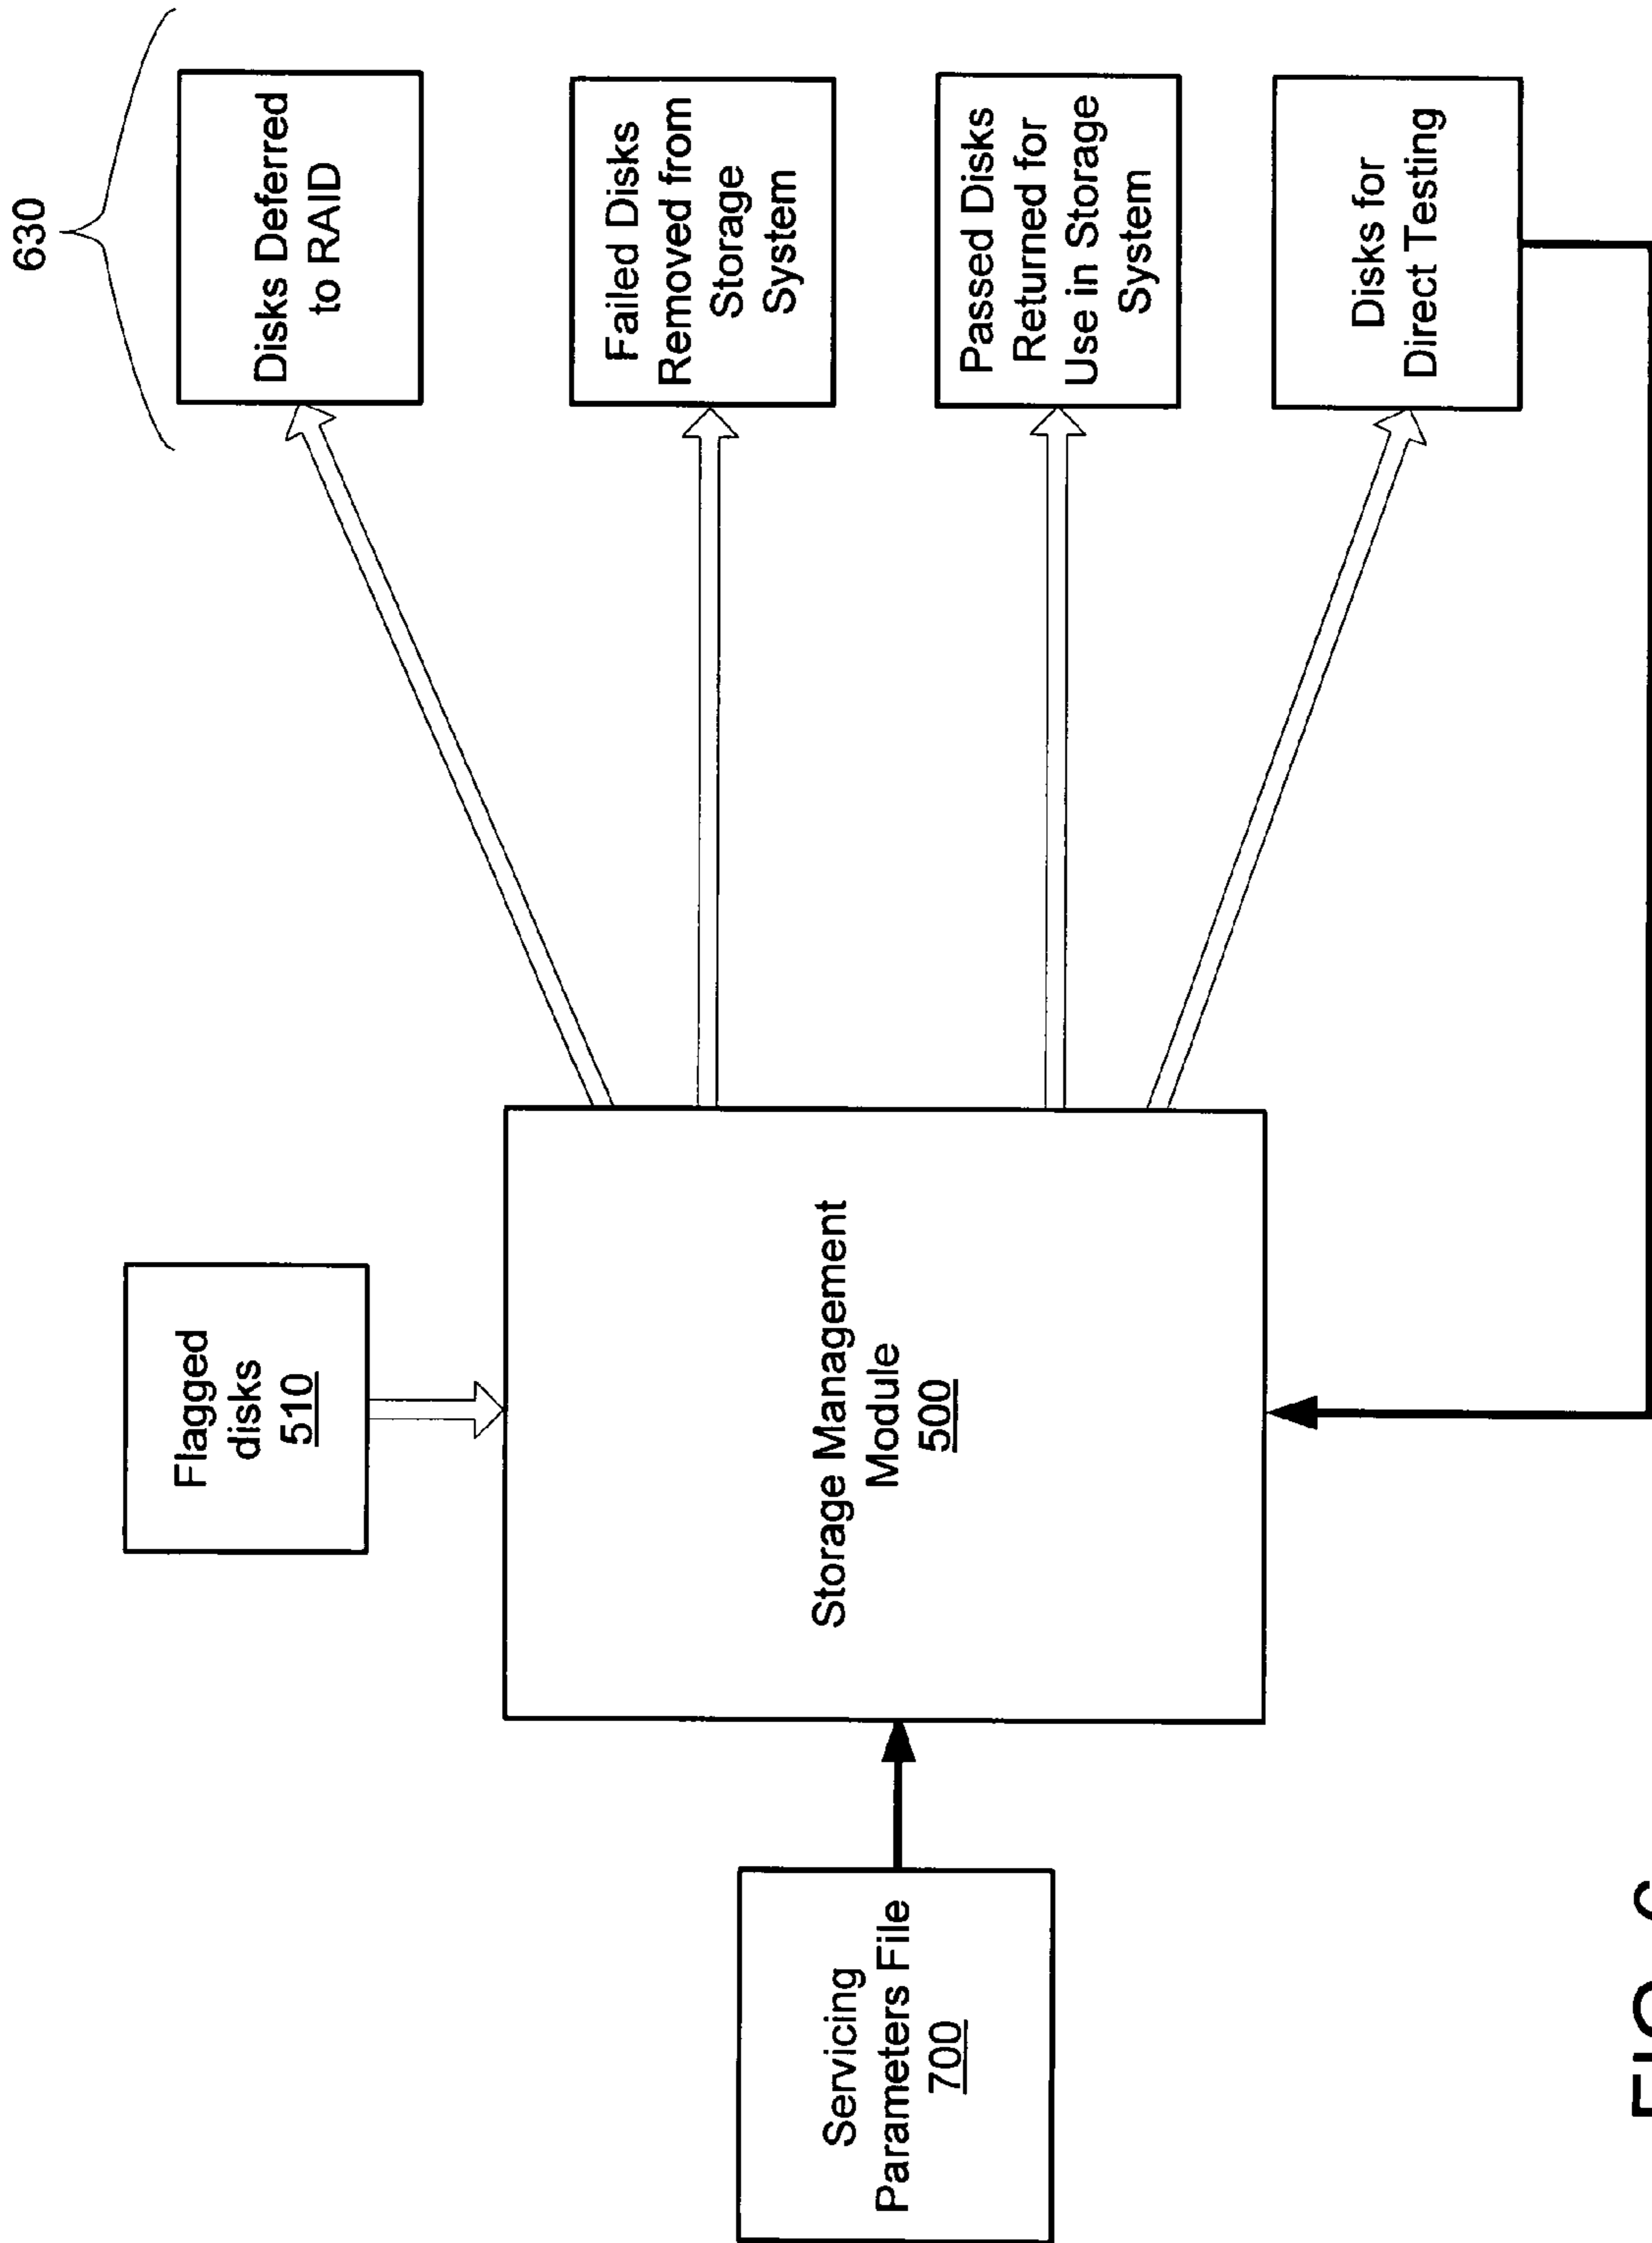 630
Disks Deferred
to RAID
Failed Disks
Removed from
Storage
System
Passed Disks
Returned for
Use in Storage
System
Disks for
Direct Testing
Flagged
disks
510
Storage Management
Module
500
Servicing
Parameters File
700